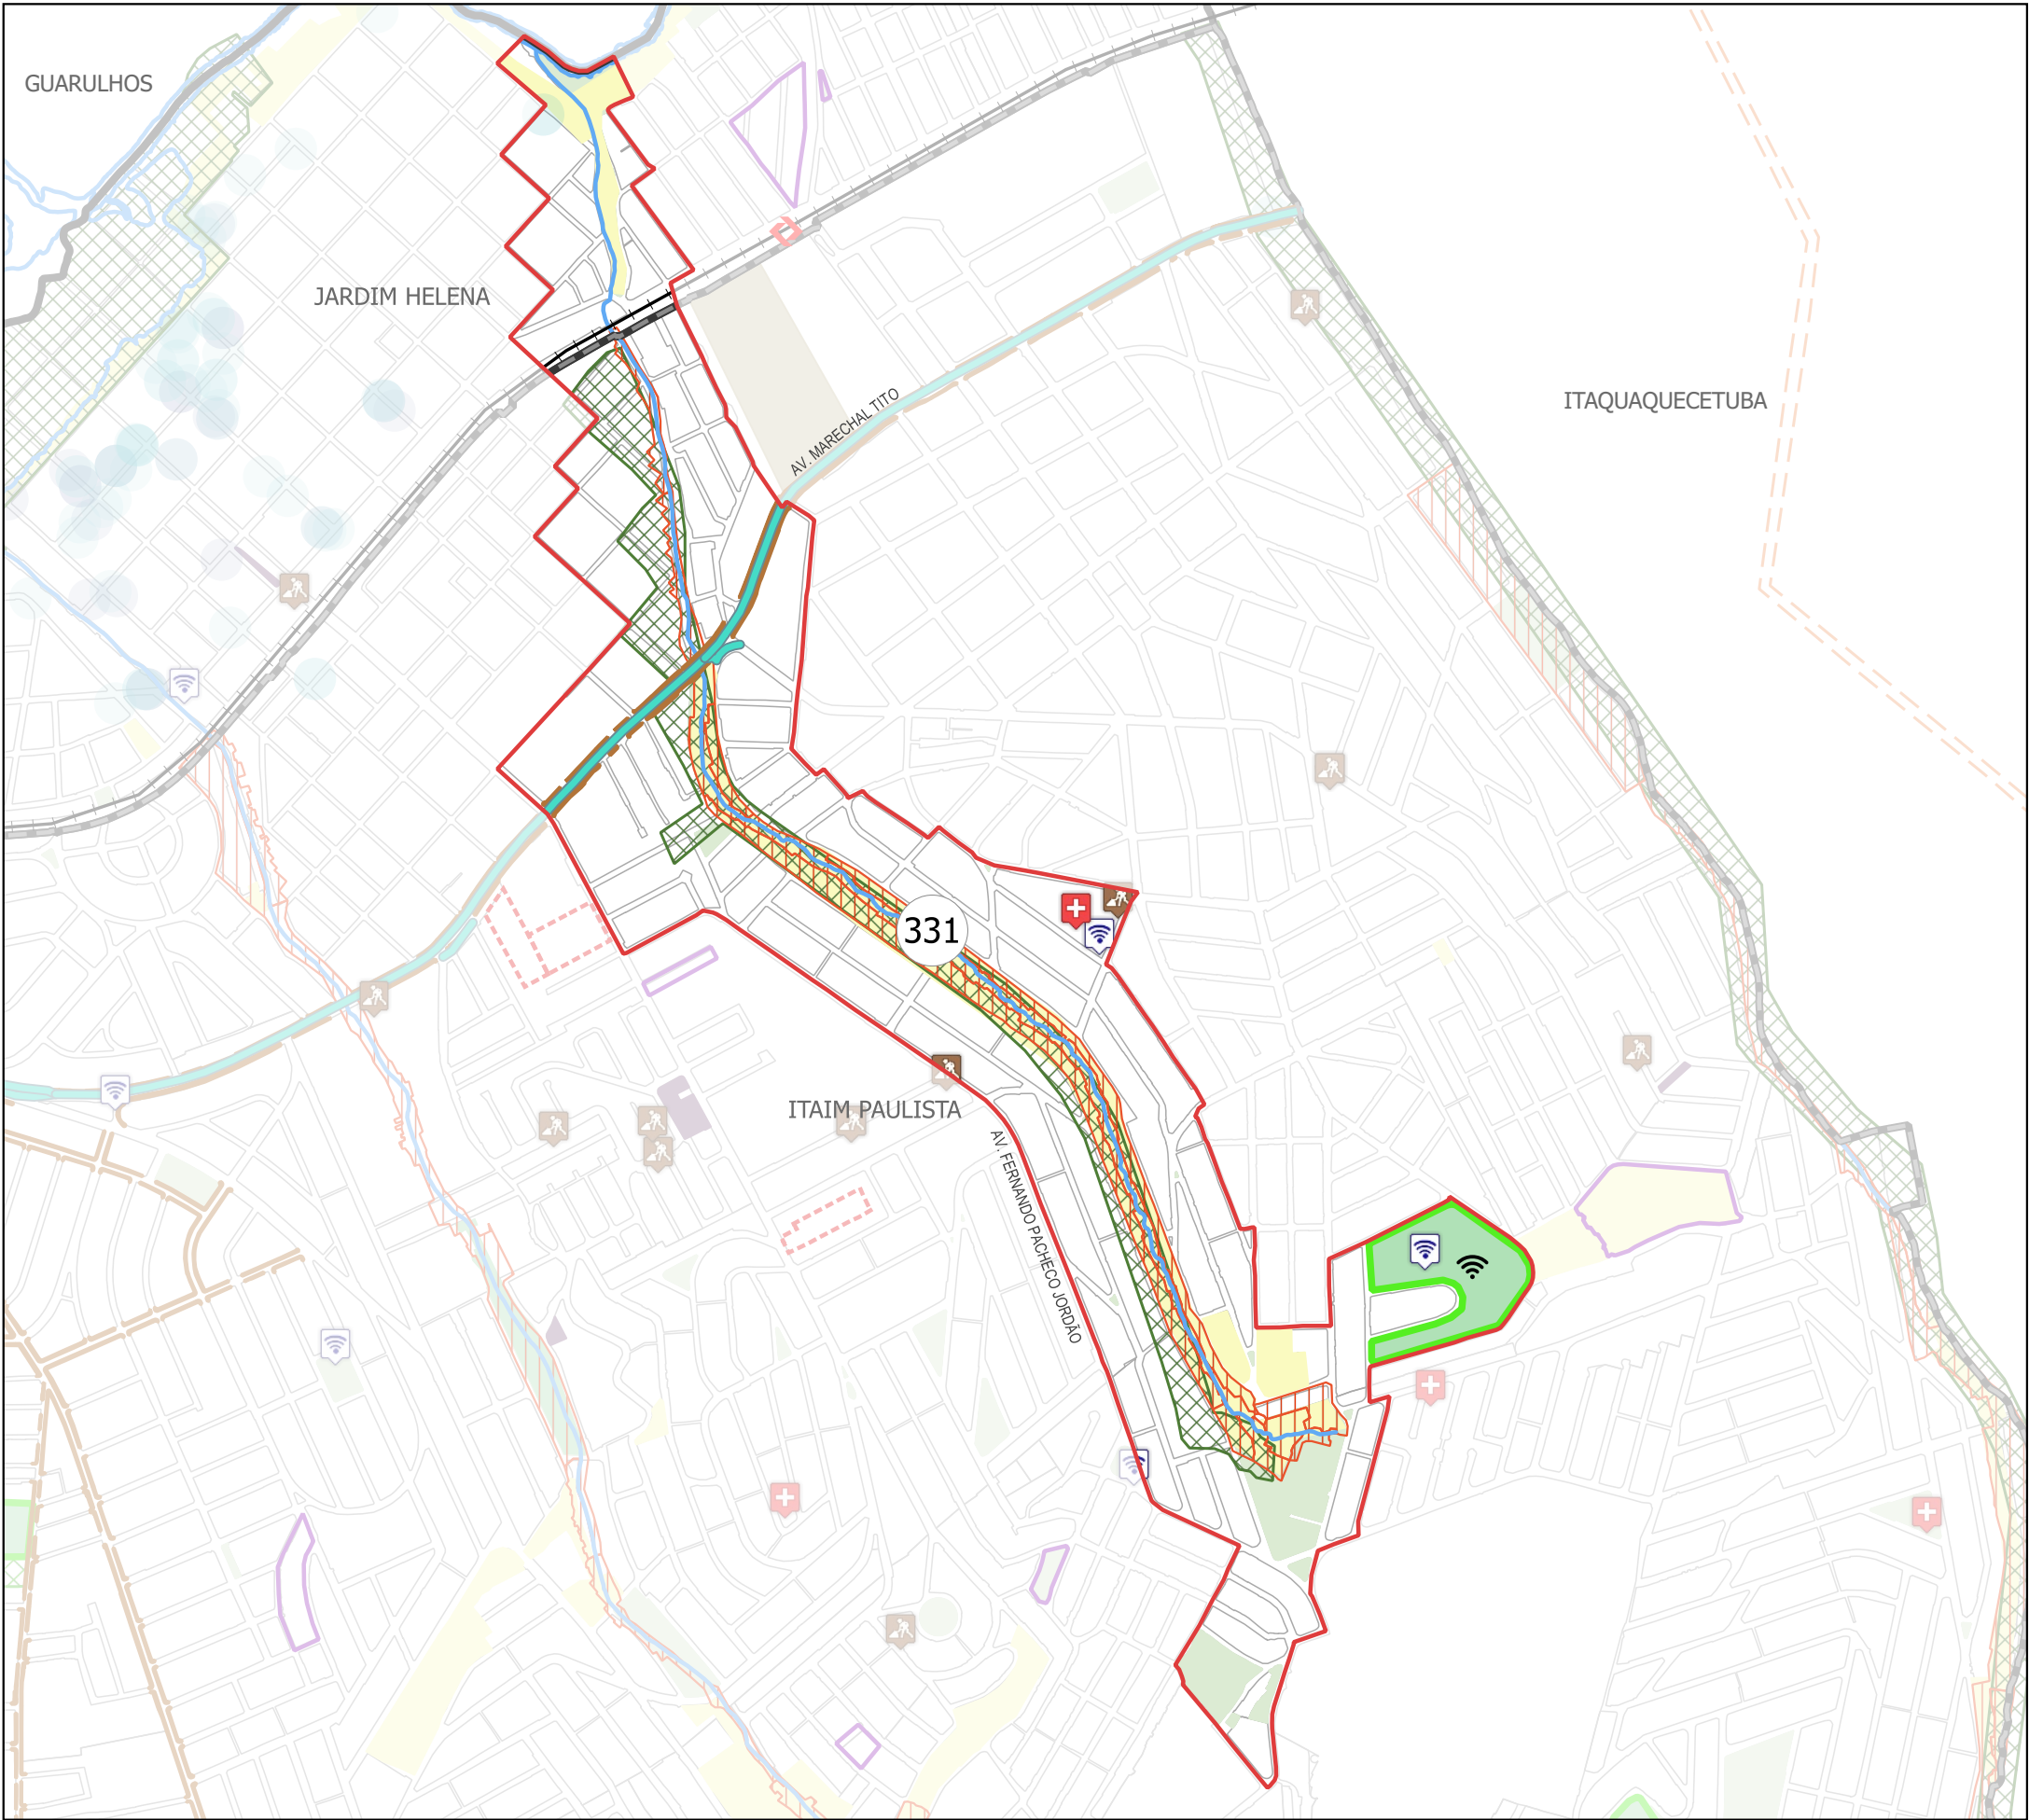 GUARULHOS
JARDIM HELENA
ITAQUAQUECETUBA
AV. MARECHAL TITO
331
ITAIM PAULISTA
AV. FERNANDO PACHECO JORDÃO